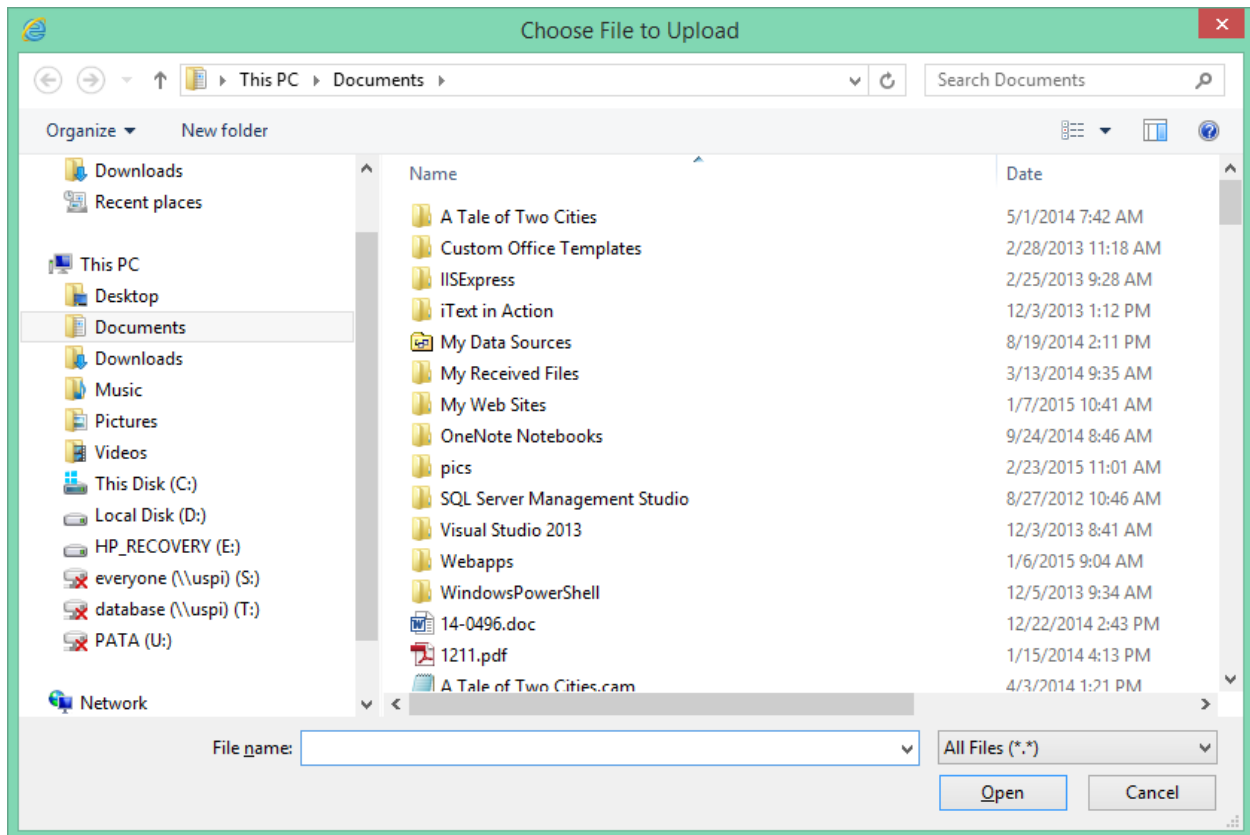 Choose File to Upload
This PC Documents Search Documents
Organize New folder
Downloads
Recent places
This PC
Desktop
Documents
Downloads
Music
Pictures
Videos
This Disk (C:)
Local Disk (D:)
HP_RECOVERY (E:)
everyone (\\uspi) (S:)
database (\\uspi) (T:)
PATA (U:)
Network
Name Date
A Tale of Two Cities 5/1/2014 7:42 AM
Custom Office Templates 2/28/2013 11:18 AM
IISExpress 2/25/2013 9:28 AM
iText in Action 12/3/2013 1:12 PM
My Data Sources 8/19/2014 2:11 PM
My Received Files 3/13/2014 9:35 AM
My Web Sites 1/7/2015 10:41 AM
OneNote Notebooks 9/24/2014 8:46 AM
pics 2/23/2015 11:01 AM
SQL Server Management Studio 8/27/2012 10:46 AM
Visual Studio 2013 12/3/2013 8:41 AM
Webapps 1/6/2015 9:04 AM
WindowsPowerShell 12/5/2013 9:34 AM
14-0496.doc 12/22/2014 2:43 PM
1211.pdf 1/15/2014 4:13 PM
A Tale of Two Cities.cam 4/3/2014 1:21 PM
File name: All Files (*.*)
Open Cancel